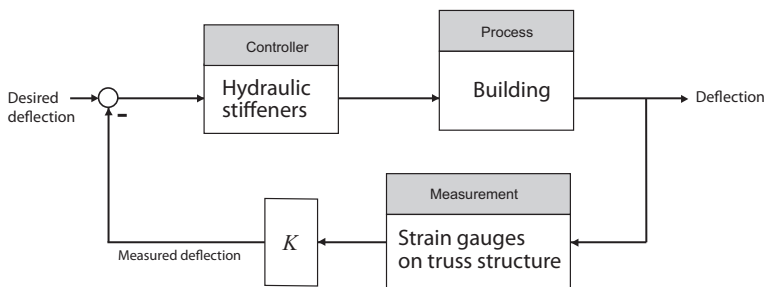 Controller
Process
Desired
deflection
Hydraulic
stiffeners
Building
Deflection
-
Measurement
K
Strain gauges
on truss structure
Measured deflection